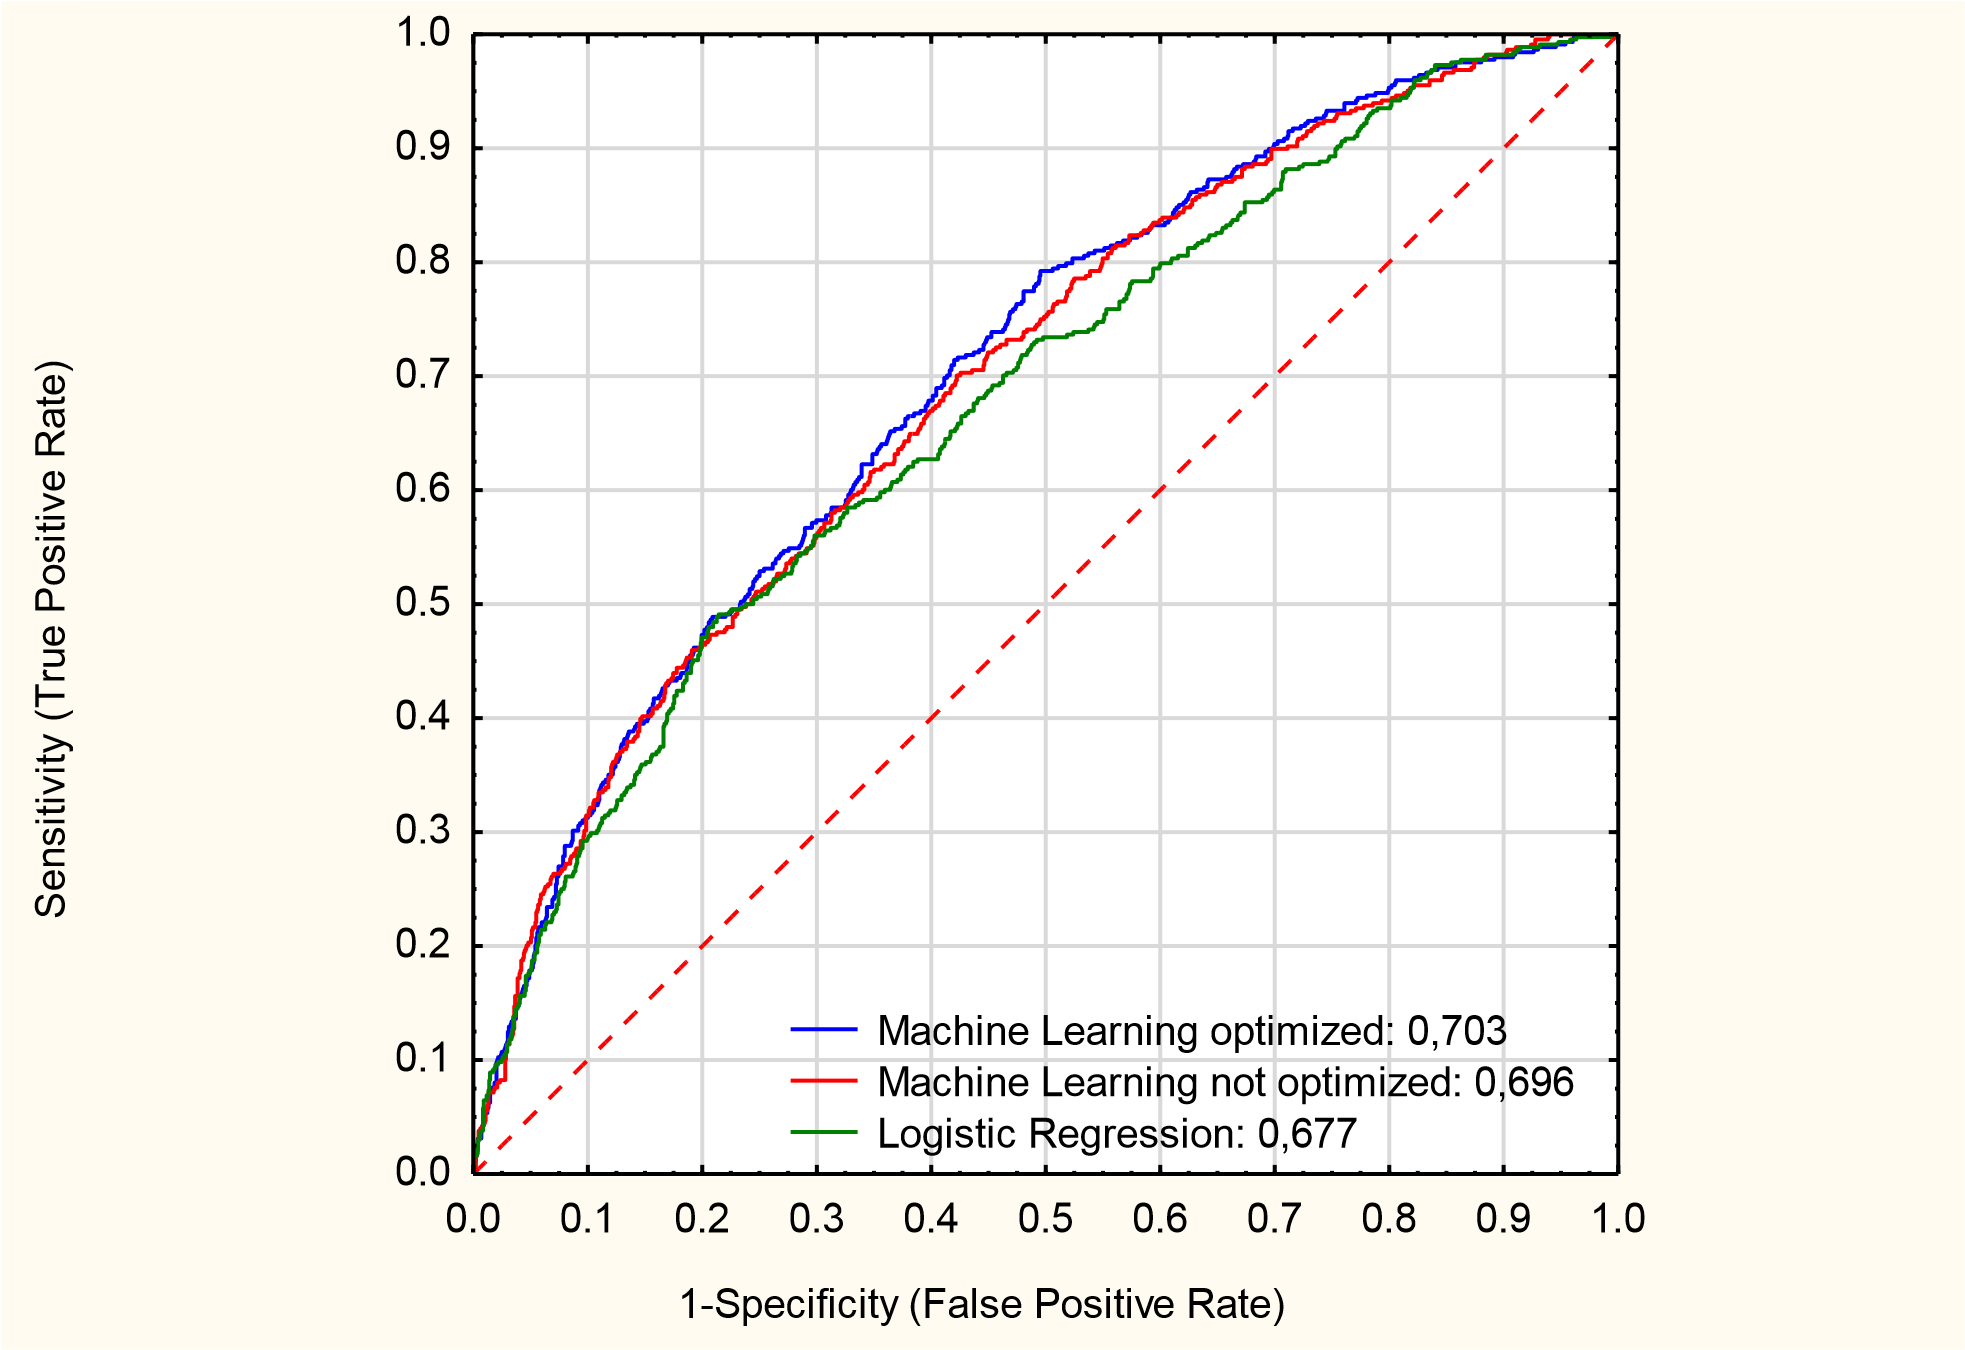 1.0
0.9
0.8
0.7
0.6
0.5
0.4
0.3
0.2
0.1
0.0
Sensitivity (True Positive Rate)
Machine Learning optimized: 0,703
Machine Learning not optimized: 0,696
Logistic Regression: 0,677
0.0 0.1 0.2 0.3 0.4 0.5 0.6 0.7 0.8 0.9 1.0
1-Specificity (False Positive Rate)